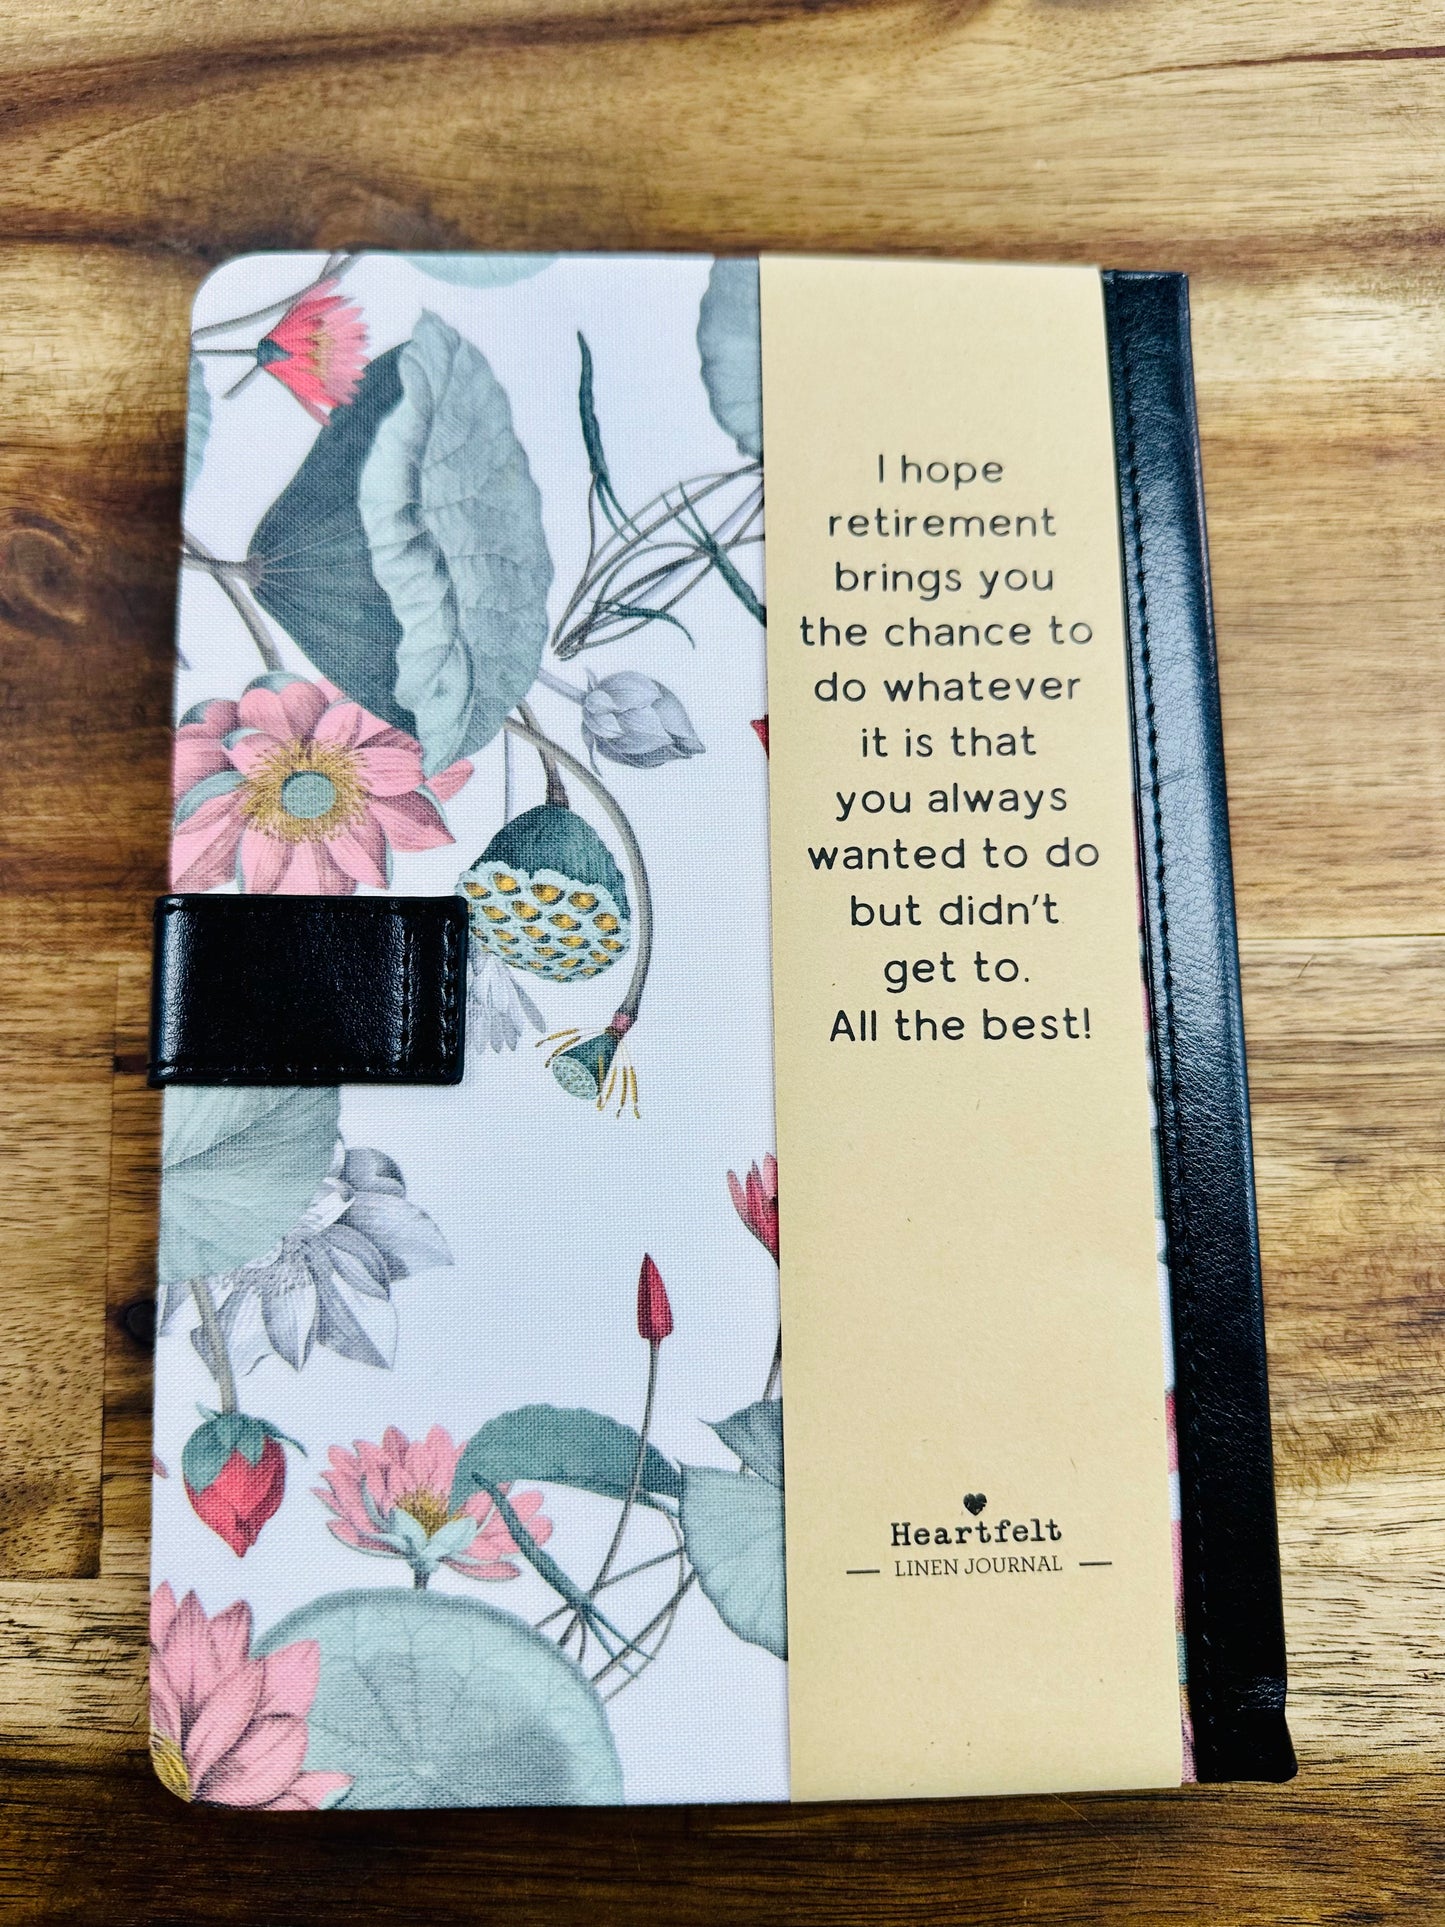 I hope
retirement
brings you
the chance to
do whatever
it is that
you always
wanted to do
but didn't
get to.
All the best!
Heartfelt
LINEN JOURNAL